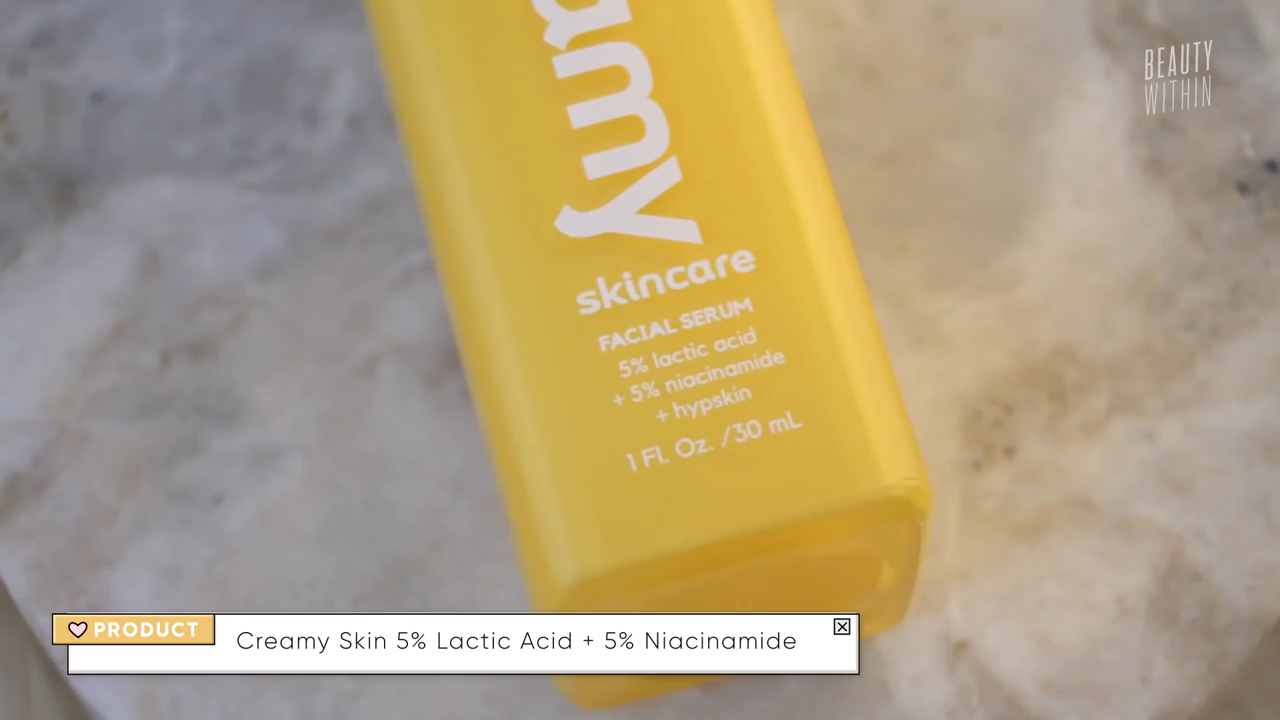 BEAUTY
WITHIN
amy
skincare
FACIAL SERUM
5% lactic acid
+ 5% niacinamide
+ hypskin
1 Fl. Oz. /30 mL
PRODUCT
Creamy Skin 5% Lactic Acid + 5% Niacinamide